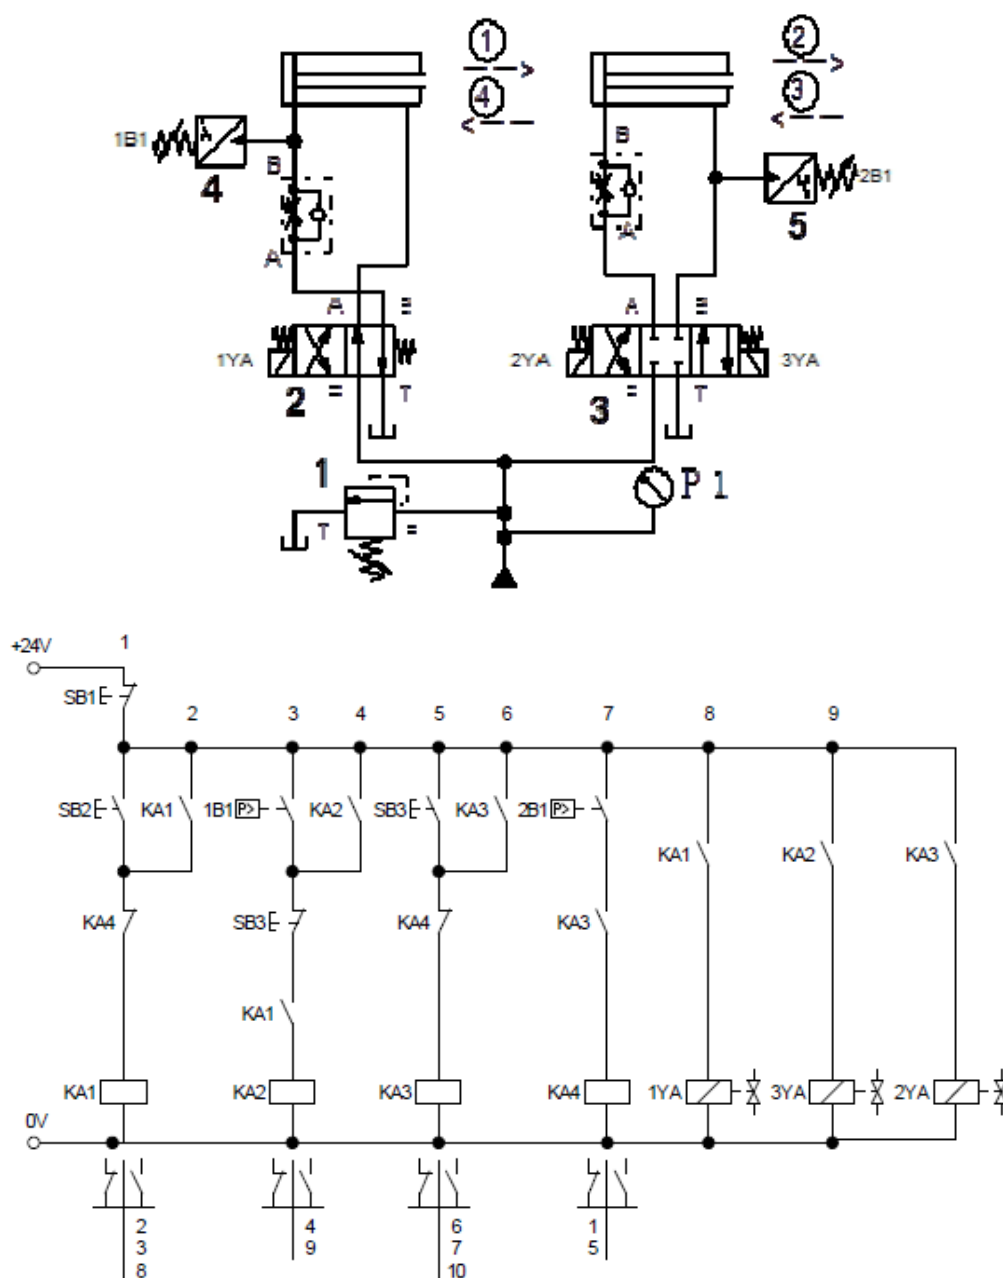 1
2
4
3
1B1
4
B
A
B
A
2B1
5
A
=
A
=
1YA
2YA
3YA
2
=
T
3
=
T
1
P 1
T
=
+24V
1
SB1
2
3
4
5
6
7
8
9
SB2
KA1
1B1
P>
KA2
SB3
KA3
2B1
P>
KA1
KA2
KA3
KA4
SB3
KA4
KA3
KA1
KA1
KA2
KA3
KA4
1YA
3YA
2YA
0V
2
4
6
1
3
9
7
5
8
10